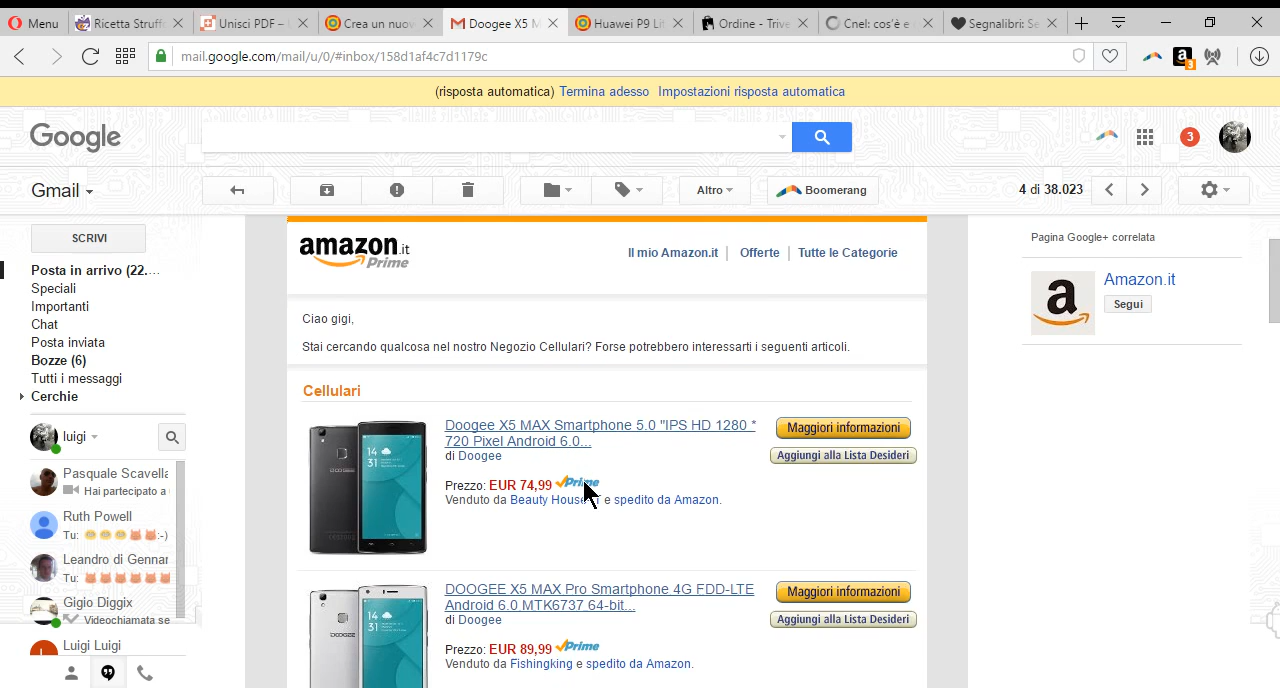 Menu
Ricetta Struff
Unisci PDF –
Crea un nuov
Doogee X5 M
Huawei P9 Lit
Ordine - Trive
Cnel: cos'è e
Segnalibri: Se
mail.google.com/mail/u/0/#inbox/158d1af4c7d1179c
(risposta automatica) Termina adesso Impostazioni risposta automatica
Google
3
Gmail
Altro
Boomerang
4 di 38.023
SCRIVI
Posta in arrivo (22....
Speciali
Importanti
Chat
Posta inviata
Bozze (6)
Tutti i messaggi
Cerchie
luigi
Pasquale Scavella
Hai partecipato a
Ruth Powell
Tu: :-)
Leandro di Gennar
Tu:
Gigio Diggix
Videochiamata se
Luigi Luigi
L
amazon.it
Prime
Il mio Amazon.it | Offerte | Tutte le Categorie
Ciao gigi,
Stai cercando qualcosa nel nostro Negozio Cellulari? Forse potrebbero interessarti i seguenti articoli.
Cellulari
Doogee X5 MAX Smartphone 5.0 "IPS HD 1280 *
720 Pixel Android 6.0...
di Doogee
Prezzo: EUR 74,99 Prime
Venduto da Beauty House e spedito da Amazon.
Maggiori informazioni
Aggiungi alla Lista Desideri
14
31
DOOGEE X5 MAX Pro Smartphone 4G FDD-LTE
Android 6.0 MTK6737 64-bit...
di Doogee
Prezzo: EUR 89,99 Prime
Venduto da Fishingking e spedito da Amazon.
Maggiori informazioni
Aggiungi alla Lista Desideri
DOOGEE
14
31
Pagina Google+ correlata
a
Amazon.it
Segui